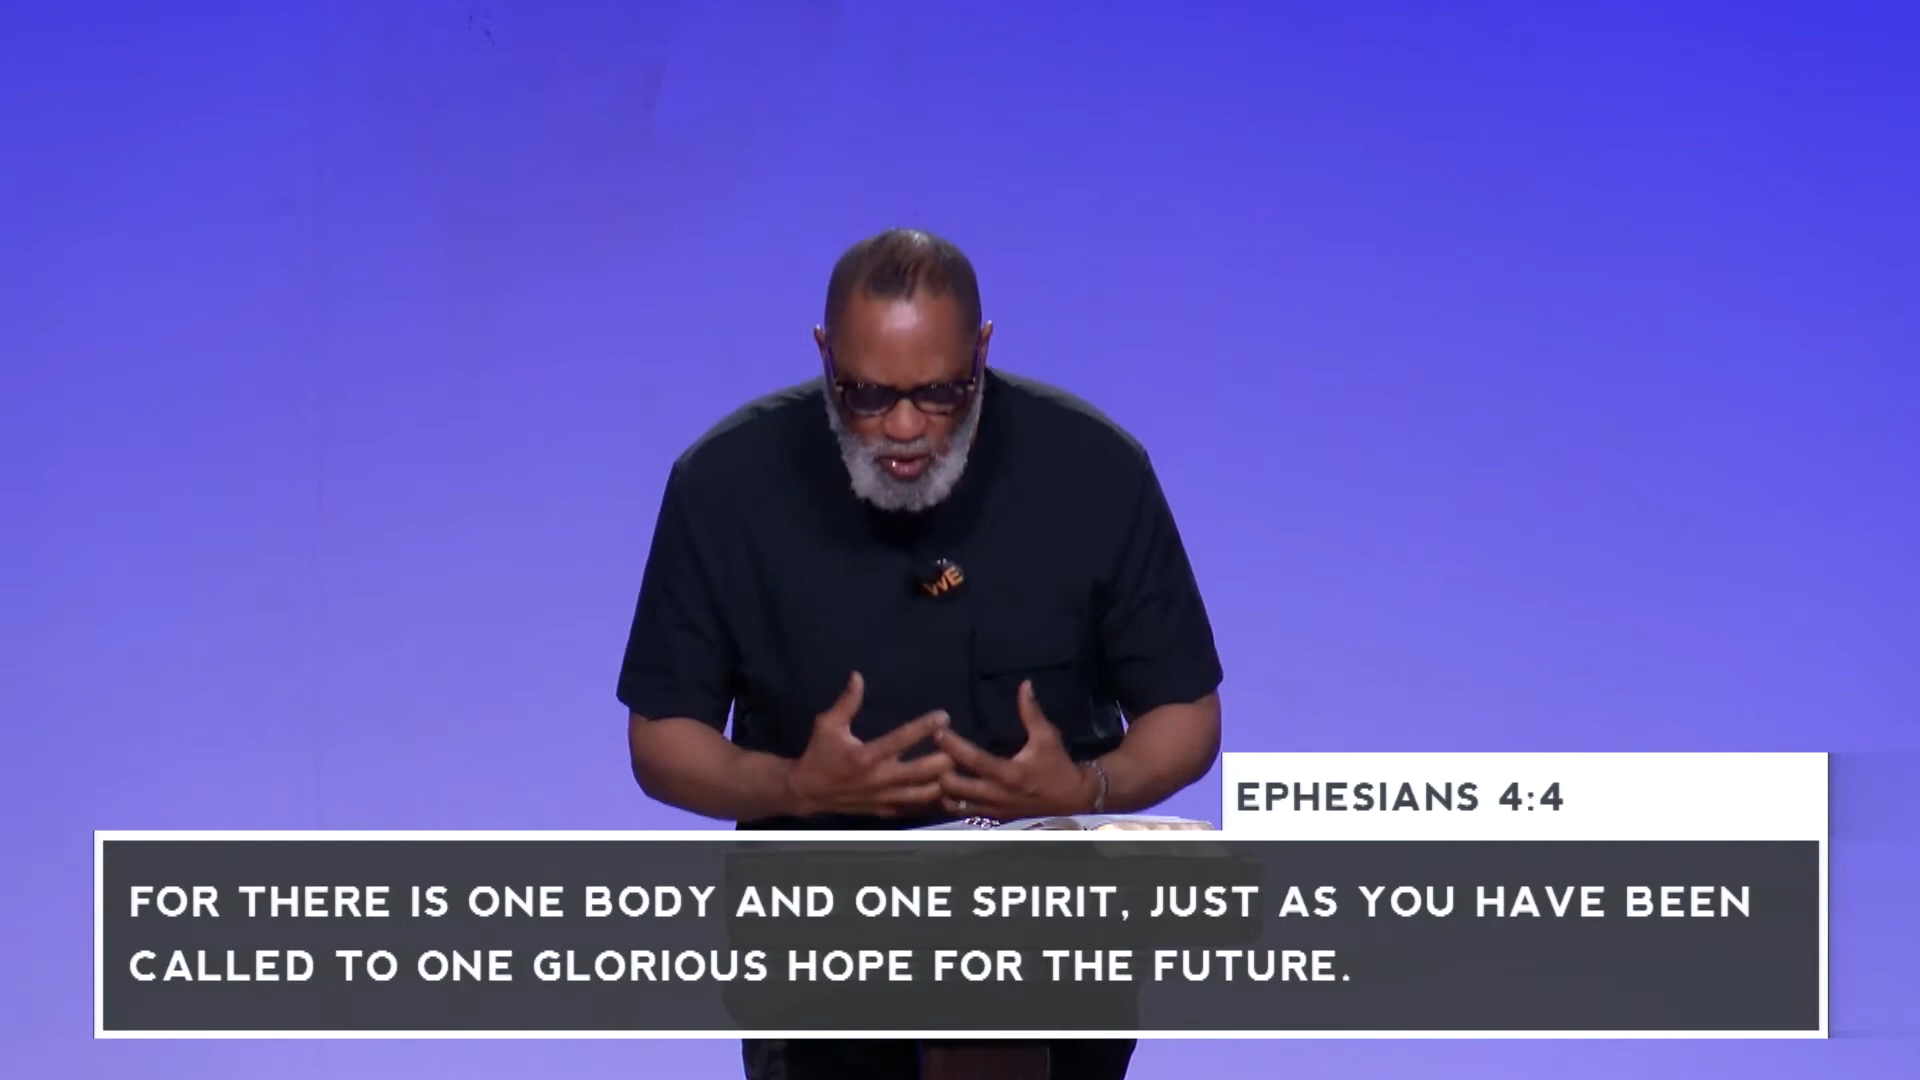 WE
EPHESIANS 4:4
FOR THERE IS ONE BODY AND ONE SPIRIT, JUST AS YOU HAVE BEEN
CALLED TO ONE GLORIOUS HOPE FOR THE FUTURE.